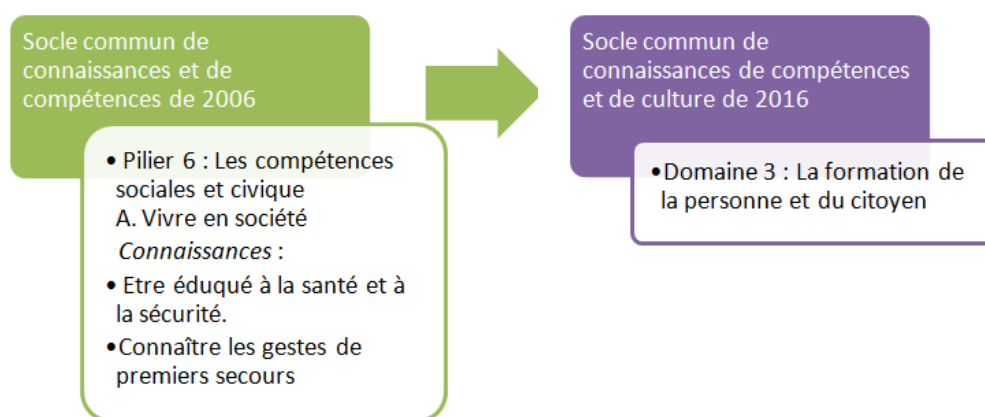 Socle commun de
connaissances et de
compétences de 2006
• Pilier 6 : Les compétences
sociales et civique
A. Vivre en société
Connaissances :
• Etre éduqué à la santé et à
la sécurité.
•Connaître les gestes de
premiers secours
Socle commun de
connaissances de compétences
et de culture de 2016
•Domaine 3 : La formation de
la personne et du citoyen